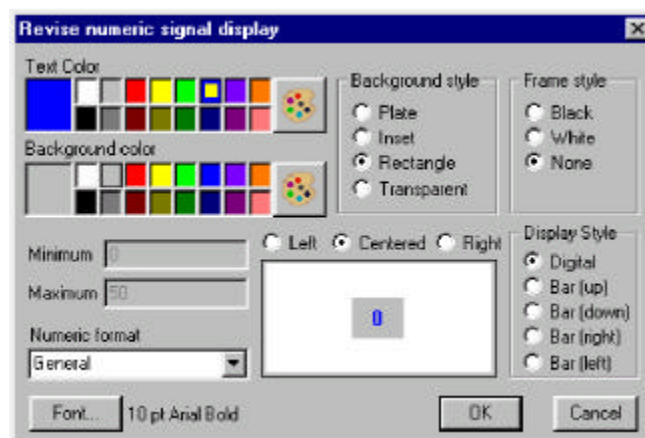 Revise numeric signal display
Text Color
Background color
Background style
Plate
Inset
Rectangle
Transparent
Frame style
Black
White
None
Minimum 0
Maximum 50
Numeric format
General
Left Centered Right
0
Display Style
Digital
Bar (up)
Bar (down)
Bar (right)
Bar (left)
Font... 10 pt Arial Bold
OK
Cancel